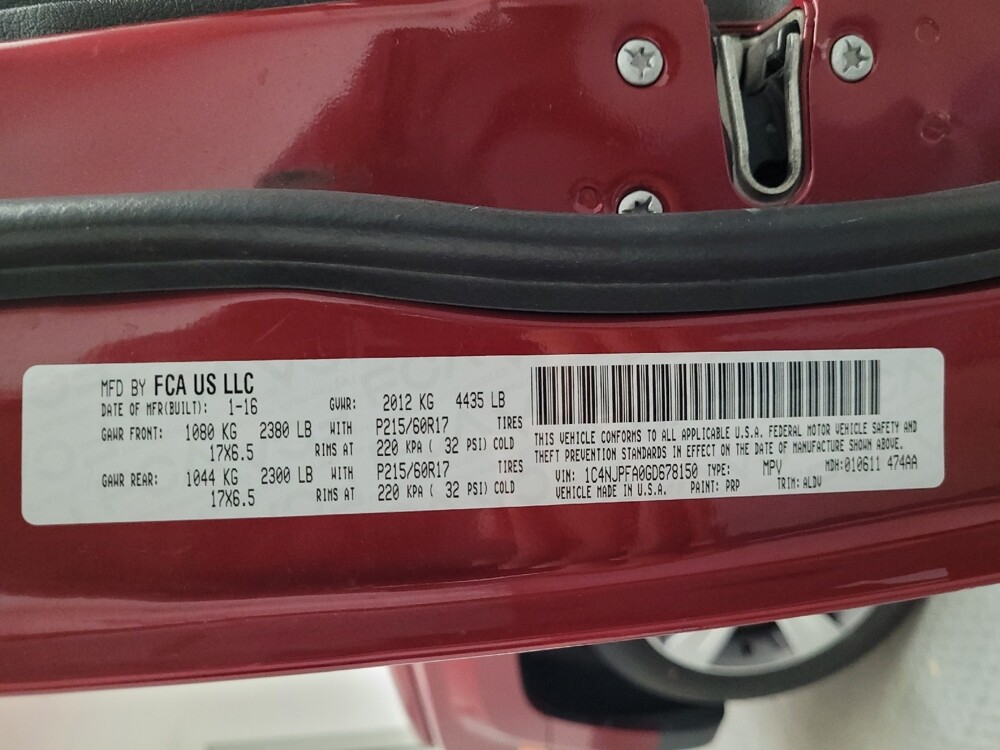 MFD BY FCA US LLC
DATE OF MFR(BUILT): 1-16 GVWR: 2012 KG 4435 LB
GAWR FRONT: 1080 KG 2380 LB WITH P215/60R17 TIRES
17X6.5 RIMS AT 220 KPA ( 32 PSI) COLD
GAWR REAR: 1044 KG 2300 LB WITH P215/60R17 TIRES
17X6.5 RIMS AT 220 KPA ( 32 PSI) COLD
THIS VEHICLE CONFORMS TO ALL APPLICABLE U.S.A. FEDERAL MOTOR VEHICLE SAFETY AND
THEFT PREVENTION STANDARDS IN EFFECT ON THE DATE OF MANUFACTURE SHOWN ABOVE.
VIN: 1C4NJPFA0GD678150 TYPE: MPV MDH:010611 474AA
VEHICLE MADE IN U.S.A. PAINT: PRP TRIM: ALDV